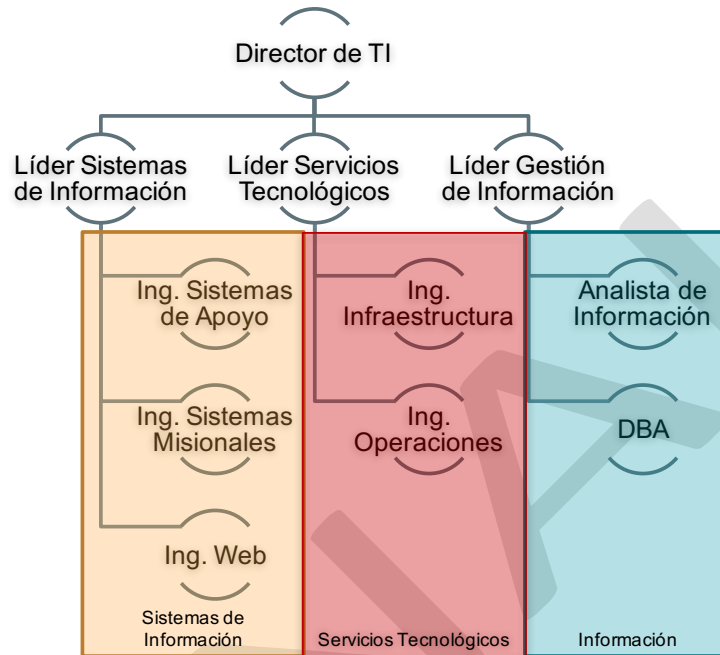 Director de TI
Líder Sistemas
de Información
Líder Servicios
Tecnológicos
Líder Gestión
de Información
Ing. Sistemas
de Apoyo
Ing.
Infraestructura
Analista de
Información
Ing. Sistemas
Misionales
Ing.
Operaciones
DBA
Ing. Web
Sistemas de
Información
Servicios Tecnológicos
Información